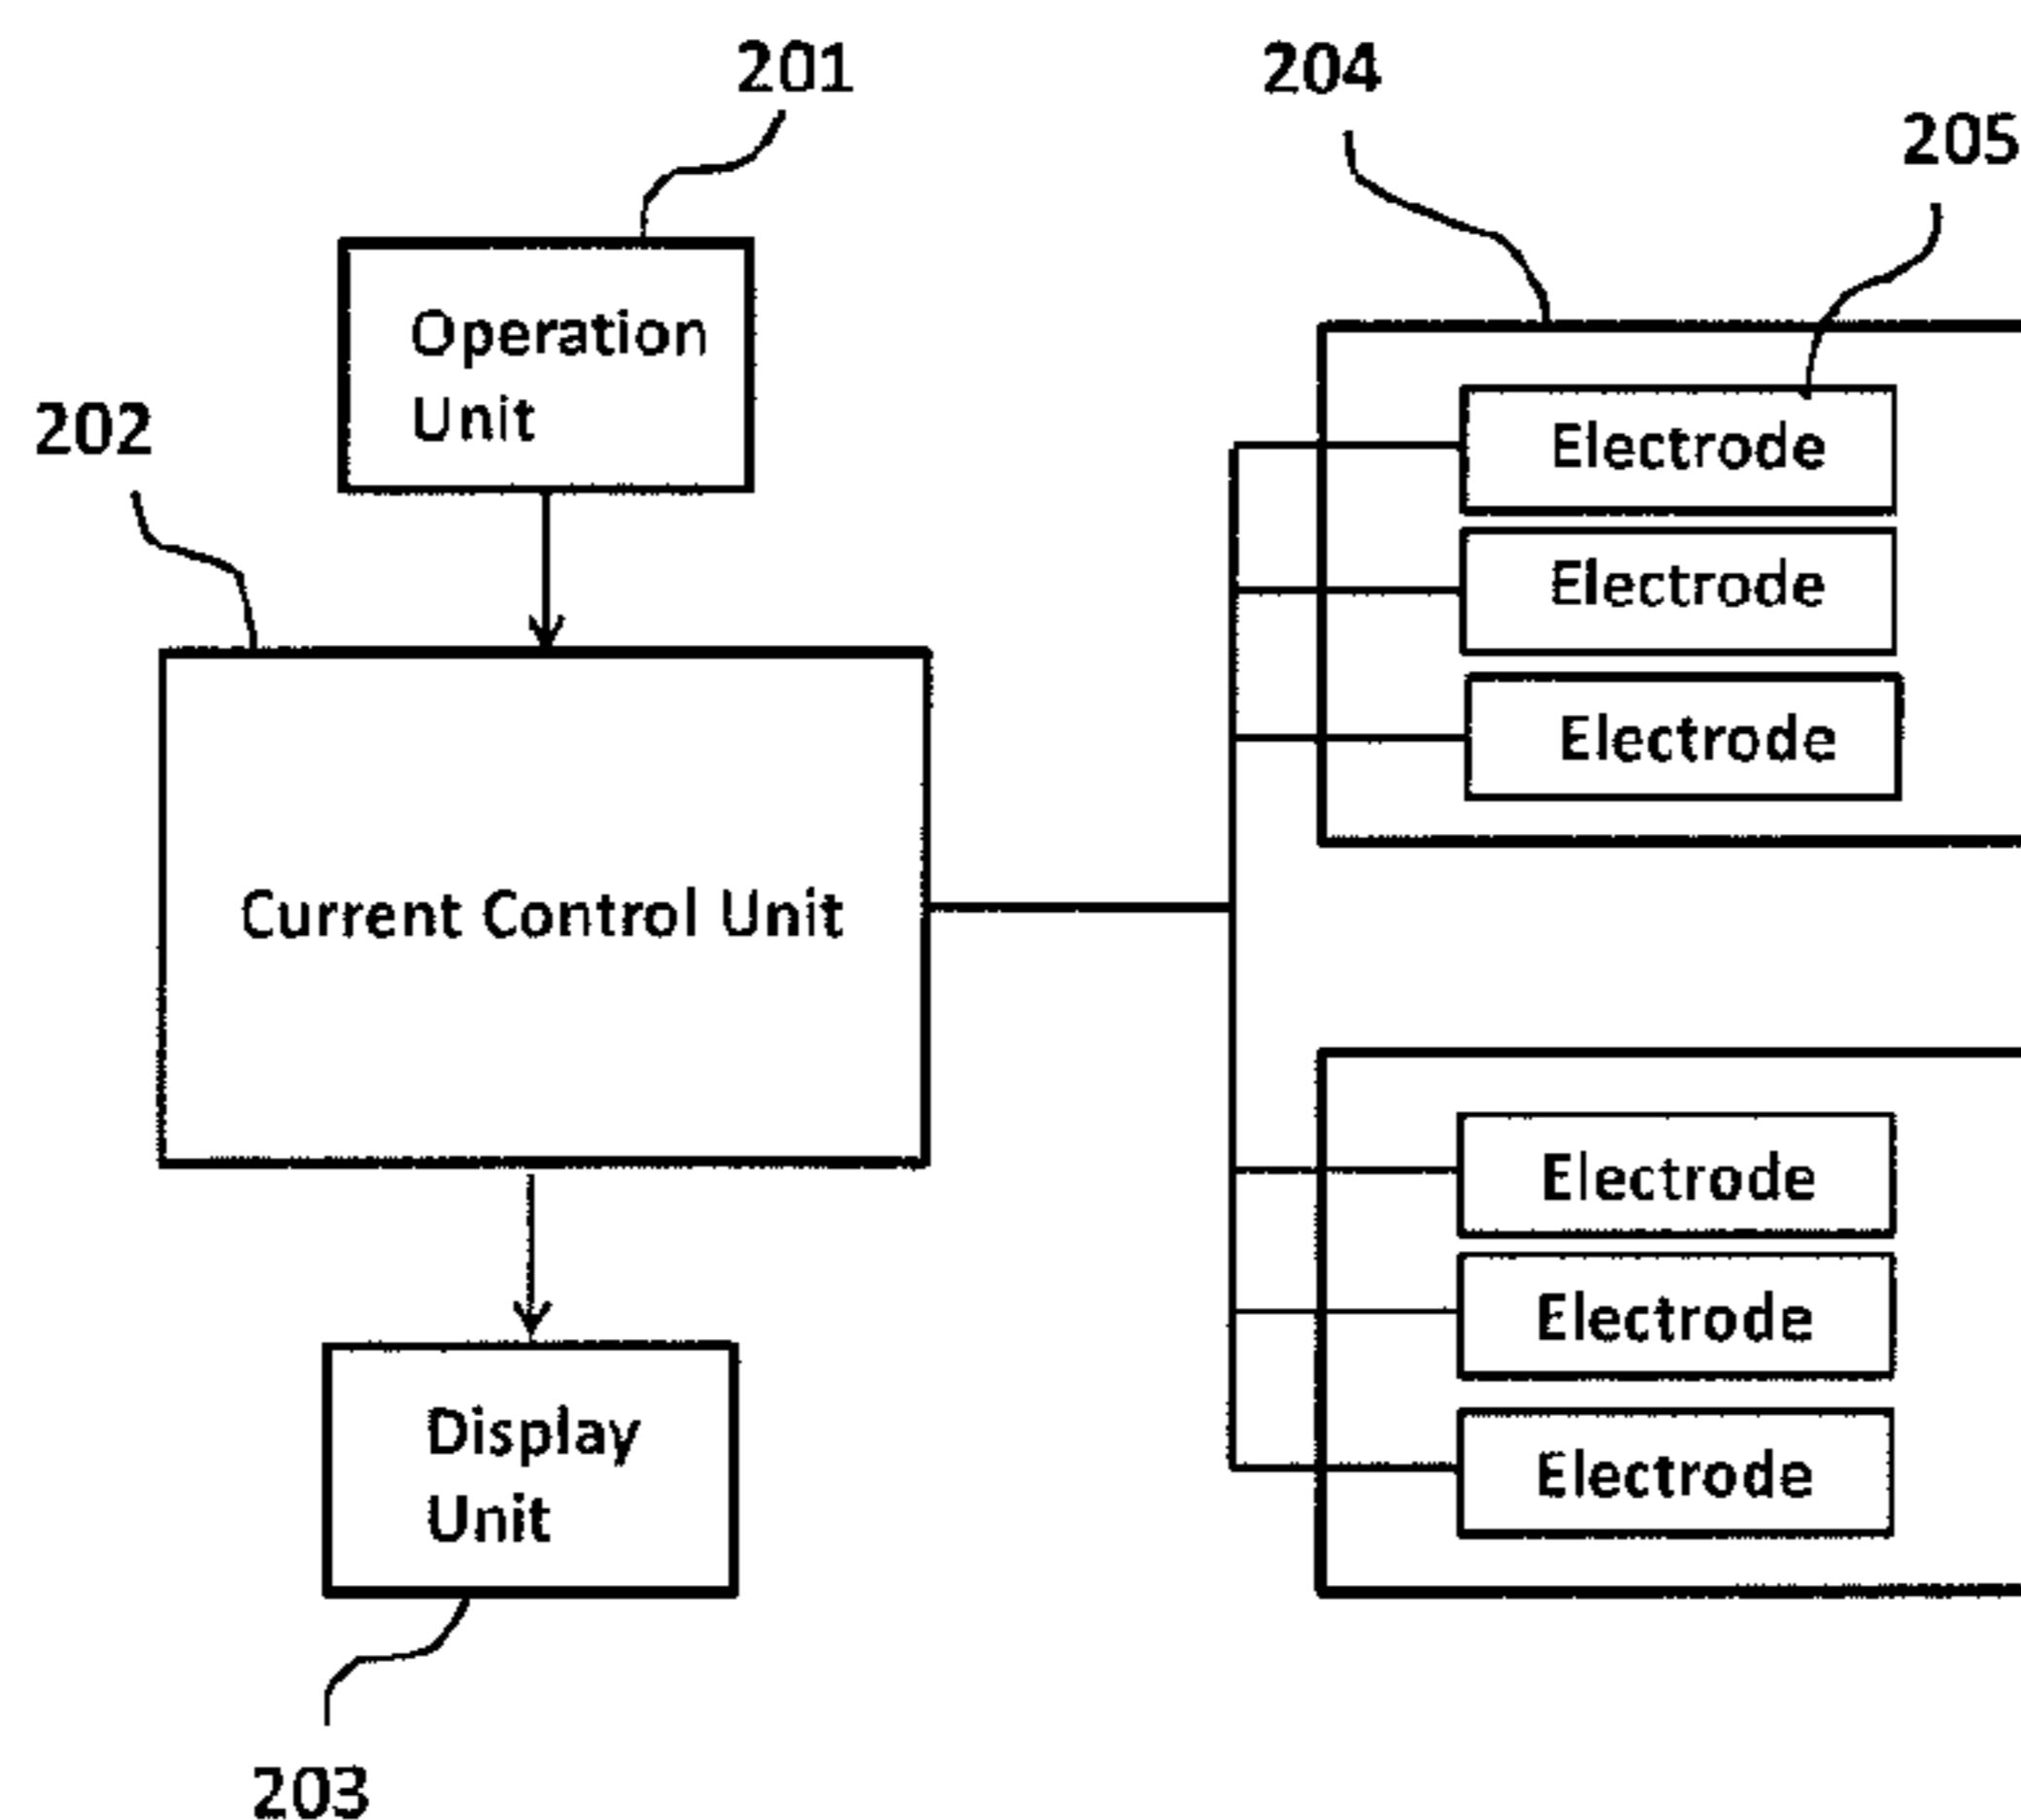 201
204
205
Operation
Unit
202
Electrode
Electrode
Electrode
Current Control Unit
Electrode
Electrode
Electrode
Display
Unit
203